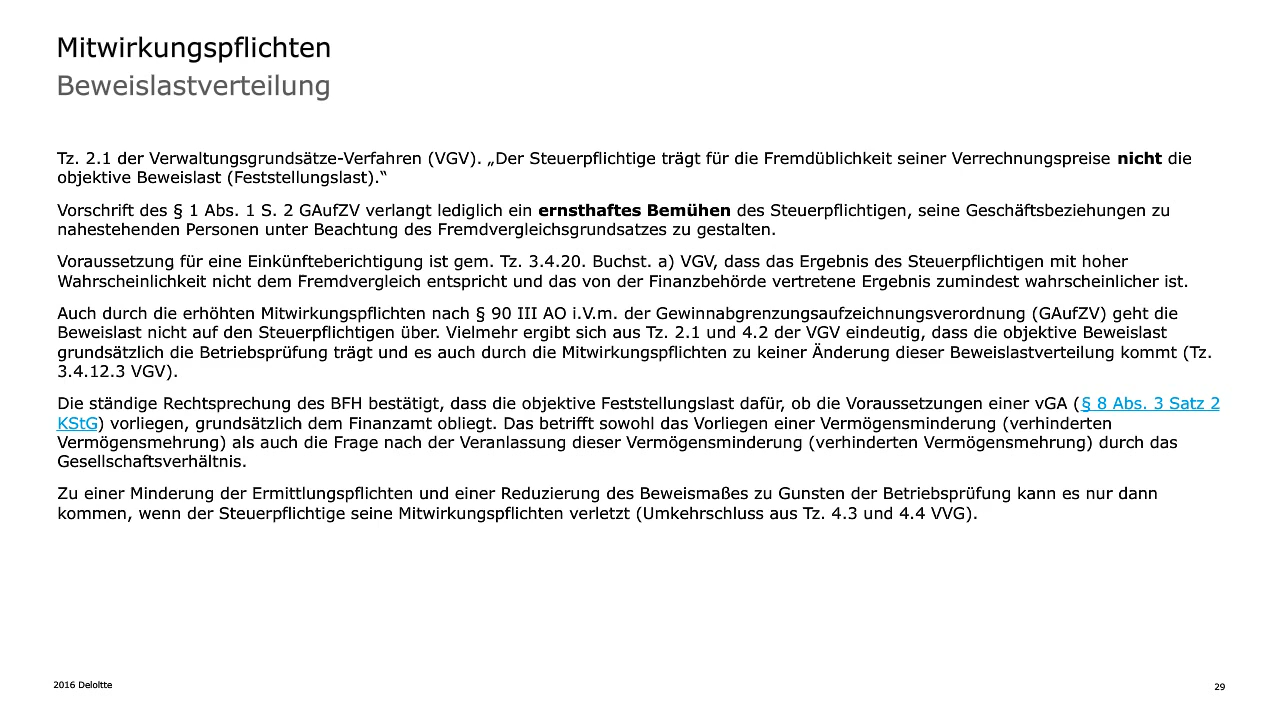 Mitwirkungspflichten
Beweislastverteilung
Tz. 2.1 der Verwaltungsgrundsätze-Verfahren (VGV). „Der Steuerpflichtige trägt für die Fremdüblichkeit seiner Verrechnungspreise nicht die
objektive Beweislast (Feststellungslast).“
Vorschrift des § 1 Abs. 1 S. 2 GAufZV verlangt lediglich ein ernsthaftes Bemühen des Steuerpflichtigen, seine Geschäftsbeziehungen zu
nahestehenden Personen unter Beachtung des Fremdvergleichsgrundsatzes zu gestalten.
Voraussetzung für eine Einkünfteberichtigung ist gem. Tz. 3.4.20. Buchst. a) VGV, dass das Ergebnis des Steuerpflichtigen mit hoher
Wahrscheinlichkeit nicht dem Fremdvergleich entspricht und das von der Finanzbehörde vertretene Ergebnis zumindest wahrscheinlicher ist.
Auch durch die erhöhten Mitwirkungspflichten nach § 90 III AO i.V.m. der Gewinnabgrenzungsaufzeichnungsverordnung (GAufZV) geht die
Beweislast nicht auf den Steuerpflichtigen über. Vielmehr ergibt sich aus Tz. 2.1 und 4.2 der VGV eindeutig, dass die objektive Beweislast
grundsätzlich die Betriebsprüfung trägt und es auch durch die Mitwirkungspflichten zu keiner Änderung dieser Beweislastverteilung kommt (Tz.
3.4.12.3 VGV).
Die ständige Rechtsprechung des BFH bestätigt, dass die objektive Feststellungslast dafür, ob die Voraussetzungen einer vGA (§ 8 Abs. 3 Satz 2
KStG) vorliegen, grundsätzlich dem Finanzamt obliegt. Das betrifft sowohl das Vorliegen einer Vermögensminderung (verhinderten
Vermögensmehrung) als auch die Frage nach der Veranlassung dieser Vermögensminderung (verhinderten Vermögensmehrung) durch das
Gesellschaftsverhältnis.
Zu einer Minderung der Ermittlungspflichten und einer Reduzierung des Beweismaßes zu Gunsten der Betriebsprüfung kann es nur dann
kommen, wenn der Steuerpflichtige seine Mitwirkungspflichten verletzt (Umkehrschluss aus Tz. 4.3 und 4.4 VVG).
2016 Deloitte
29